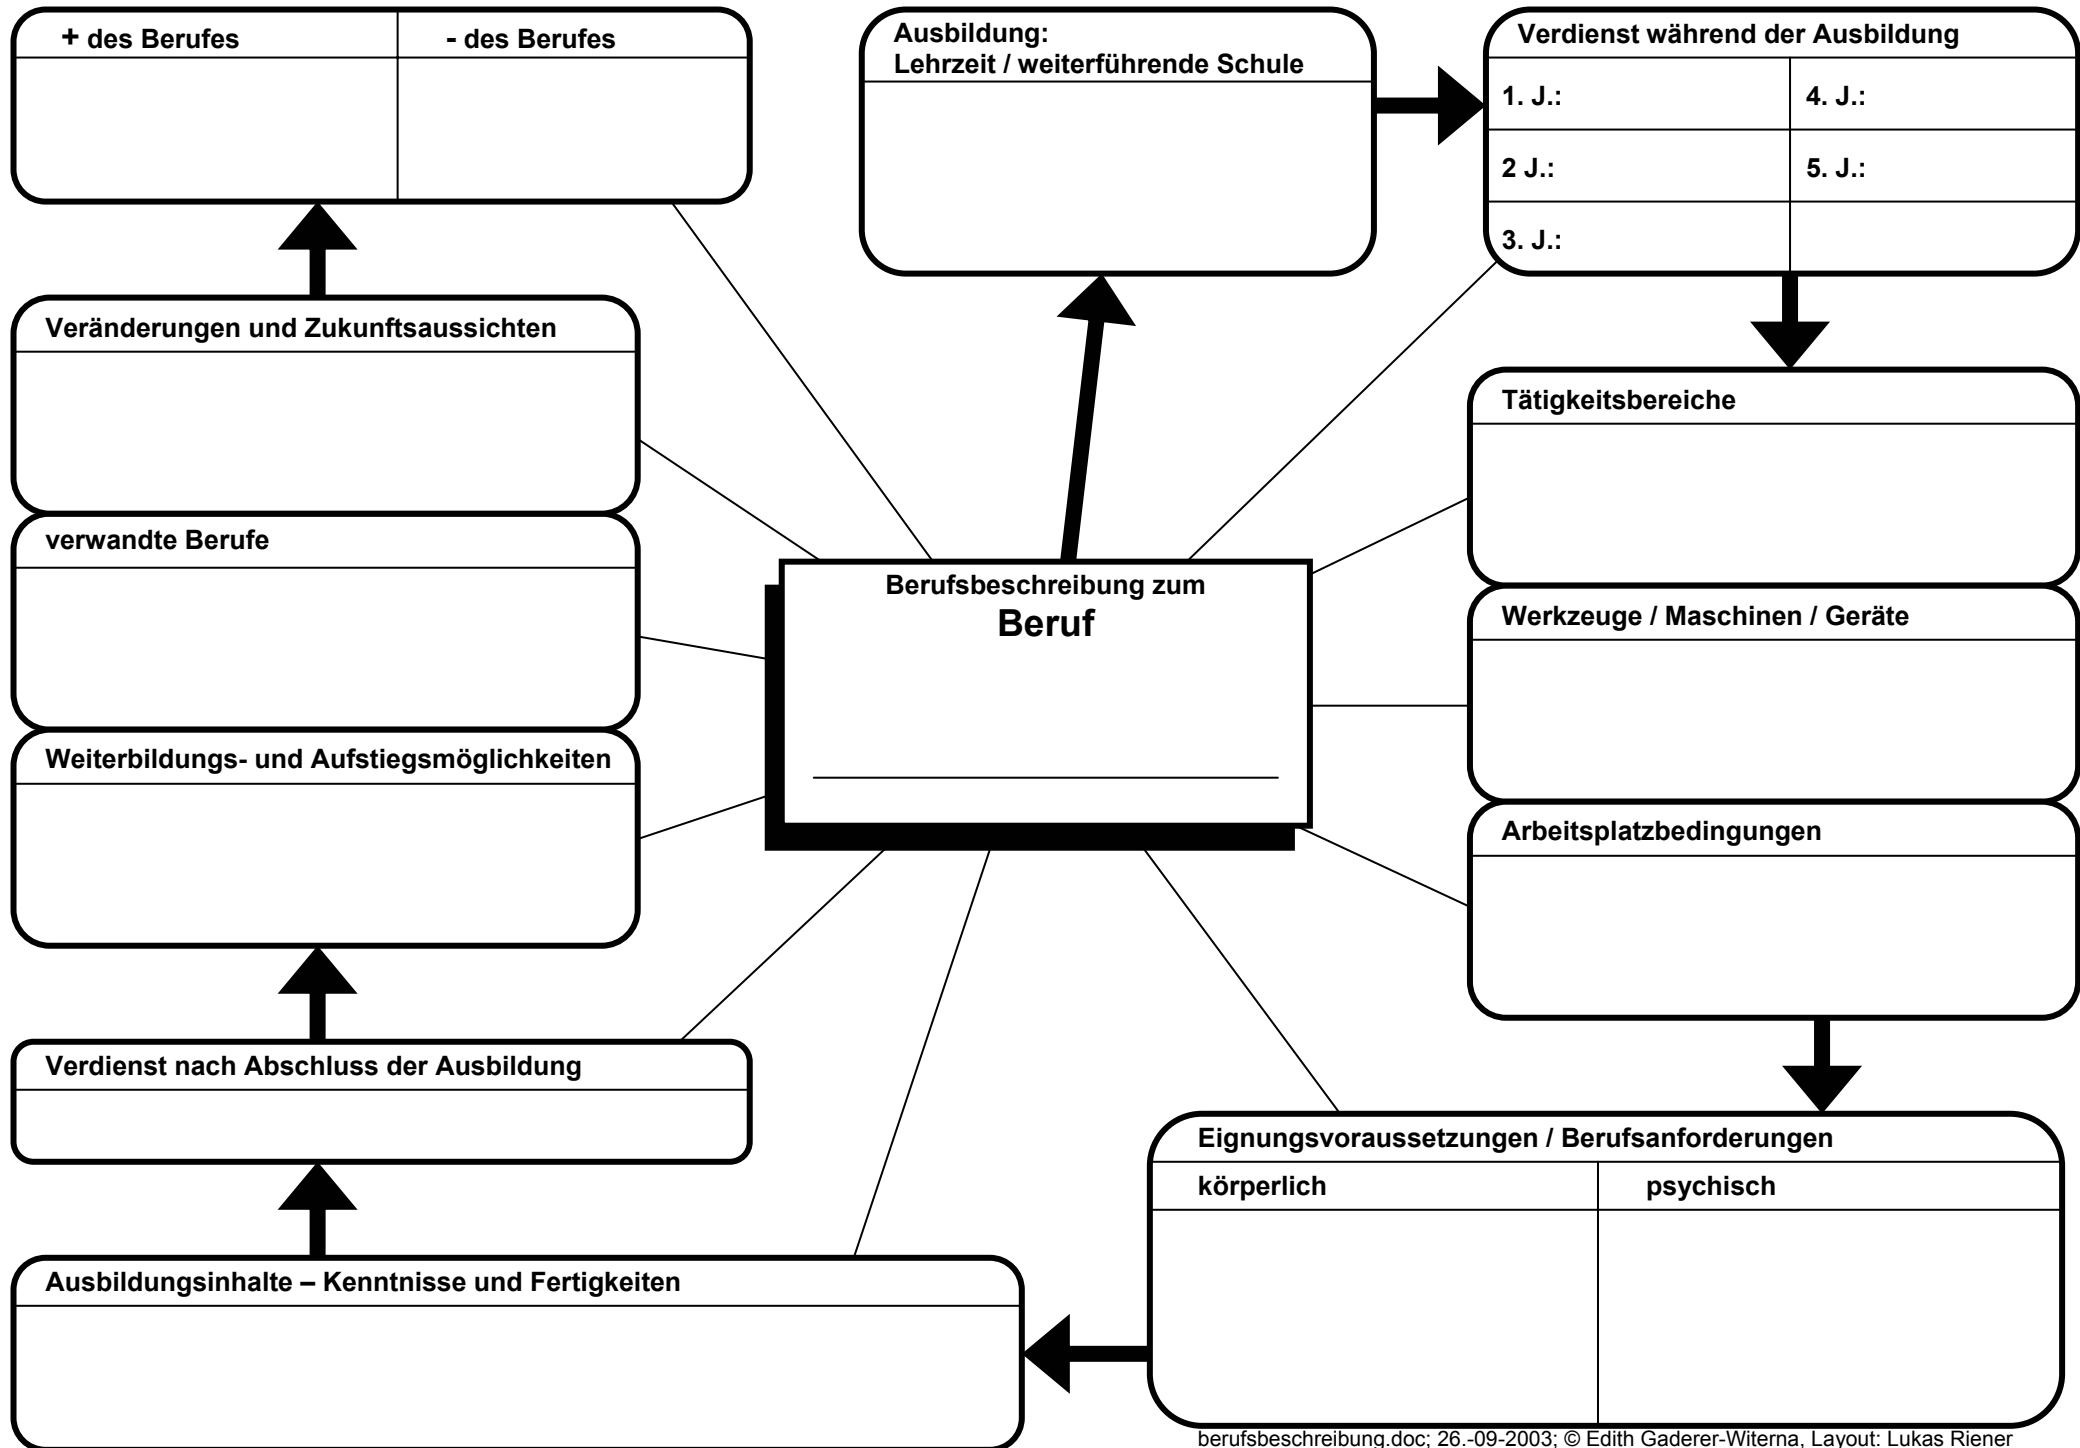 + des Berufes
- des Berufes
Ausbildung:
Lehrzeit / weiterführende Schule
Verdienst während der Ausbildung
1. J.:
4. J.:
2 J.:
5. J.:
3. J.:
Veränderungen und Zukunftsaussichten
Tätigkeitsbereiche
verwandte Berufe
Berufsbeschreibung zum
Beruf
Werkzeuge / Maschinen / Geräte
Weiterbildungs- und Aufstiegsmöglichkeiten
Arbeitsplatzbedingungen
Verdienst nach Abschluss der Ausbildung
Eignungsvoraussetzungen / Berufsanforderungen
körperlich
psychisch
Ausbildungsinhalte – Kenntnisse und Fertigkeiten
berufsbeschreibung.doc; 26.-09-2003; © Edith Gaderer-Witerna, Layout: Lukas Riener